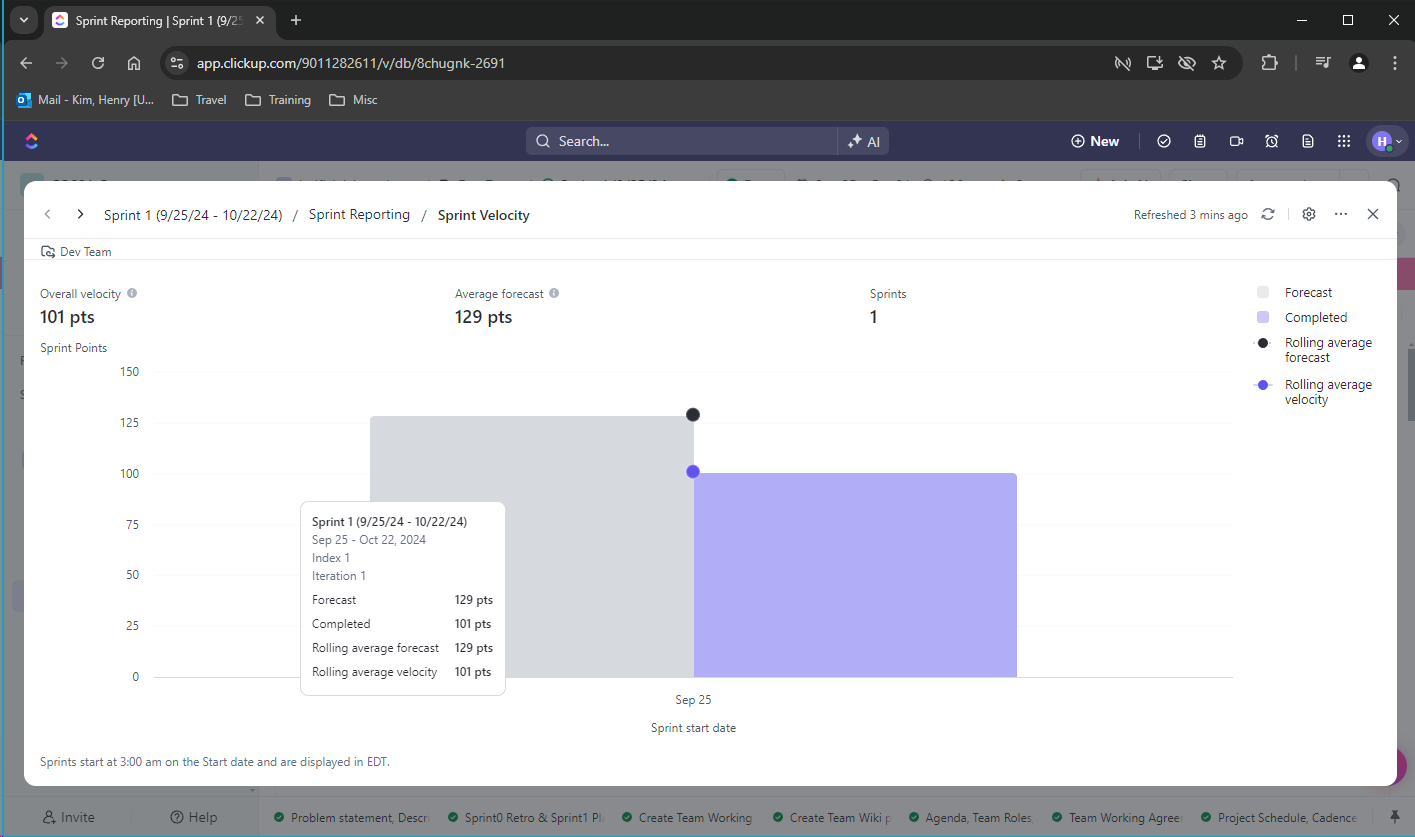 Sprint Reporting | Sprint 1 (9/25
app.clickup.com/9011282611/v/db/8chugnk-2691
Mail - Kim, Henry [U... Travel Training Misc
Search... AI New H
Sprint 1 (9/25/24 - 10/22/24) / Sprint Reporting / Sprint Velocity Refreshed 3 mins ago
Dev Team
Overall velocity Average forecast Sprints
101 pts 129 pts 1
Forecast
Completed
Rolling average
forecast
Rolling average
velocity
Sprint Points
150
125
100
75
50
25
0
Sprint 1 (9/25/24 - 10/22/24)
Sep 25 - Oct 22, 2024
Index 1
Iteration 1
Forecast 129 pts
Completed 101 pts
Rolling average forecast 129 pts
Rolling average velocity 101 pts
Sep 25
Sprint start date
Sprints start at 3:00 am on the Start date and are displayed in EDT.
Invite Help Problem statement, Descri Sprint0 Retro & Sprint1 Pl Create Team Working Create Team Wiki p Agenda, Team Roles, Team Working Agree Project Schedule, Cadence